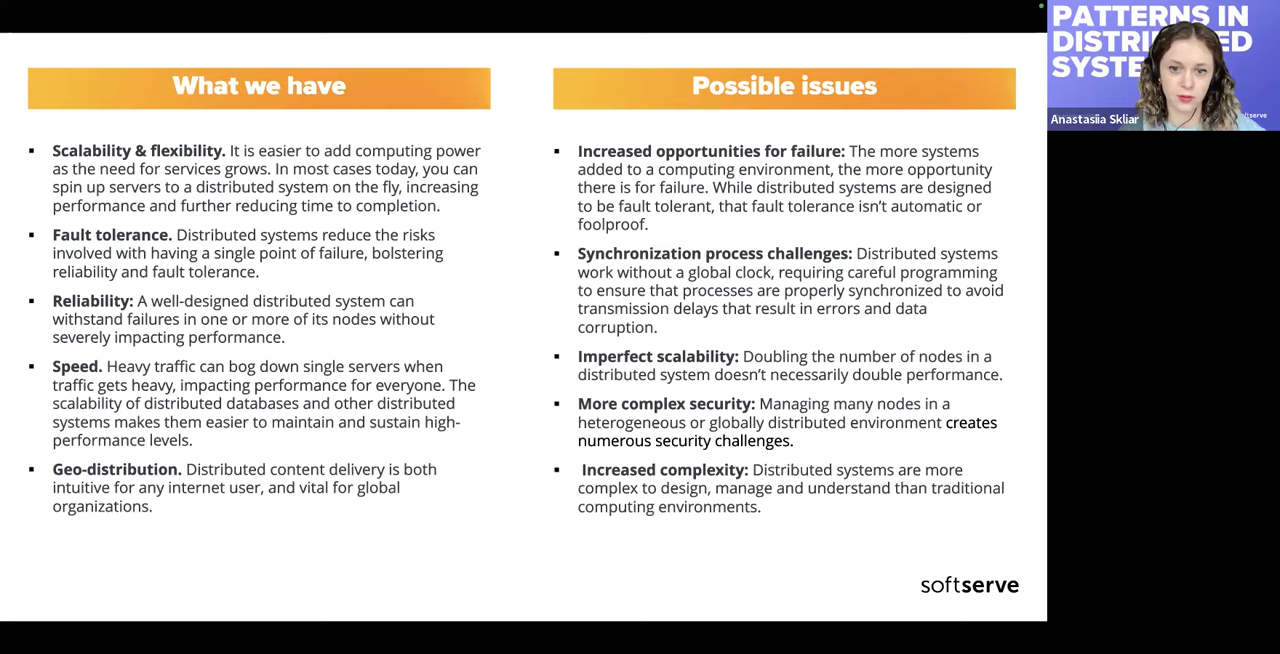 What we have
▪ Scalability & flexibility. It is easier to add computing power
as the need for services grows. In most cases today, you can
spin up servers to a distributed system on the fly, increasing
performance and further reducing time to completion.
▪ Fault tolerance. Distributed systems reduce the risks
involved with having a single point of failure, bolstering
reliability and fault tolerance.
▪ Reliability: A well-designed distributed system can
withstand failures in one or more of its nodes without
severely impacting performance.
▪ Speed. Heavy traffic can bog down single servers when
traffic gets heavy, impacting performance for everyone. The
scalability of distributed databases and other distributed
systems makes them easier to maintain and sustain high-
performance levels.
▪ Geo-distribution. Distributed content delivery is both
intuitive for any internet user, and vital for global
organizations.
Possible issues
▪ Increased opportunities for failure: The more systems
added to a computing environment, the more opportunity
there is for failure. While distributed systems are designed
to be fault tolerant, that fault tolerance isn't automatic or
foolproof.
▪ Synchronization process challenges: Distributed systems
work without a global clock, requiring careful programming
to ensure that processes are properly synchronized to avoid
transmission delays that result in errors and data
corruption.
▪ Imperfect scalability: Doubling the number of nodes in a
distributed system doesn't necessarily double performance.
▪ More complex security: Managing many nodes in a
heterogeneous or globally distributed environment creates
numerous security challenges.
▪ Increased complexity: Distributed systems are more
complex to design, manage and understand than traditional
computing environments.
softserve
PATTERNS IN
Anastasiia Skliar